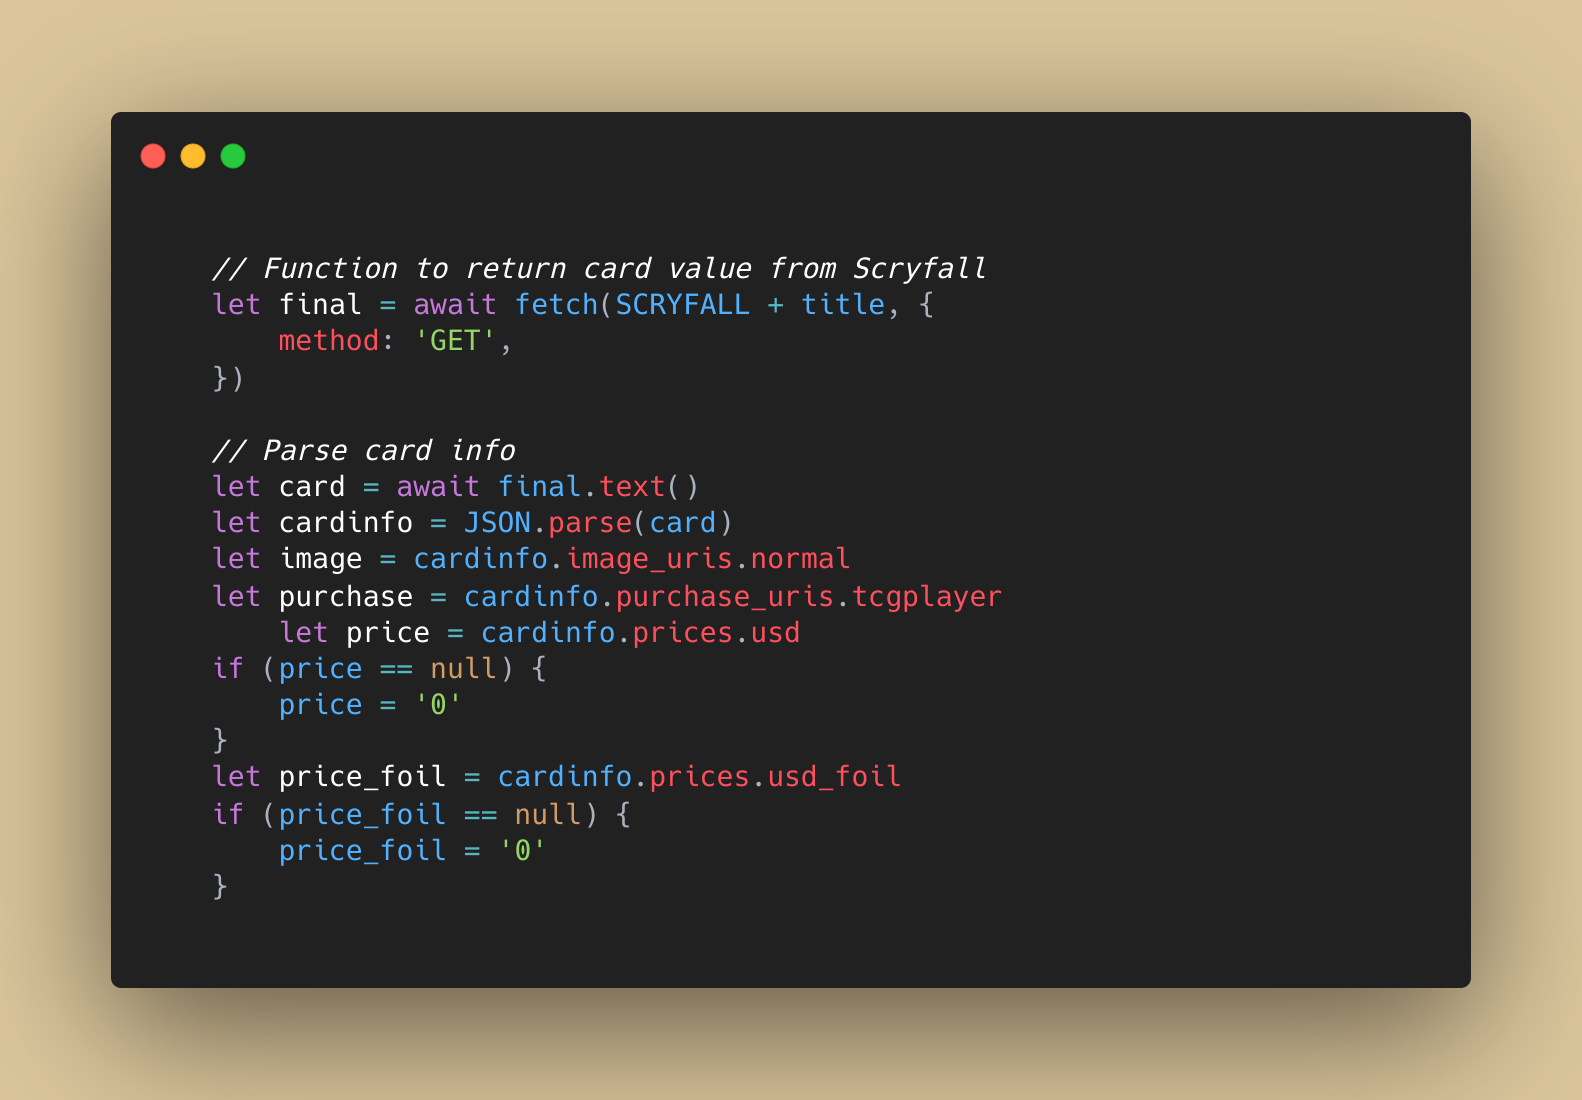 // Function to return card value from Scryfall
let final = await fetch(SCRYFALL + title, {
    method: 'GET',
})

// Parse card info
let card = await final.text()
let cardinfo = JSON.parse(card)
let image = cardinfo.image_uris.normal
let purchase = cardinfo.purchase_uris.tcgplayer
    let price = cardinfo.prices.usd
if (price == null) {
    price = '0'
}
let price_foil = cardinfo.prices.usd_foil
if (price_foil == null) {
    price_foil = '0'
}